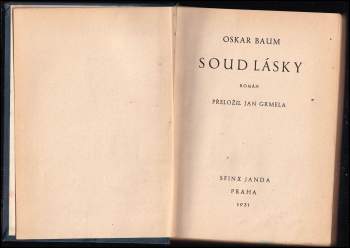 OSKAR BAUM
SOUD LÁSKY
ROMÁN
PŘELOŽIL JAN GRMELA
SFINX JANDA
PRAHA
1931